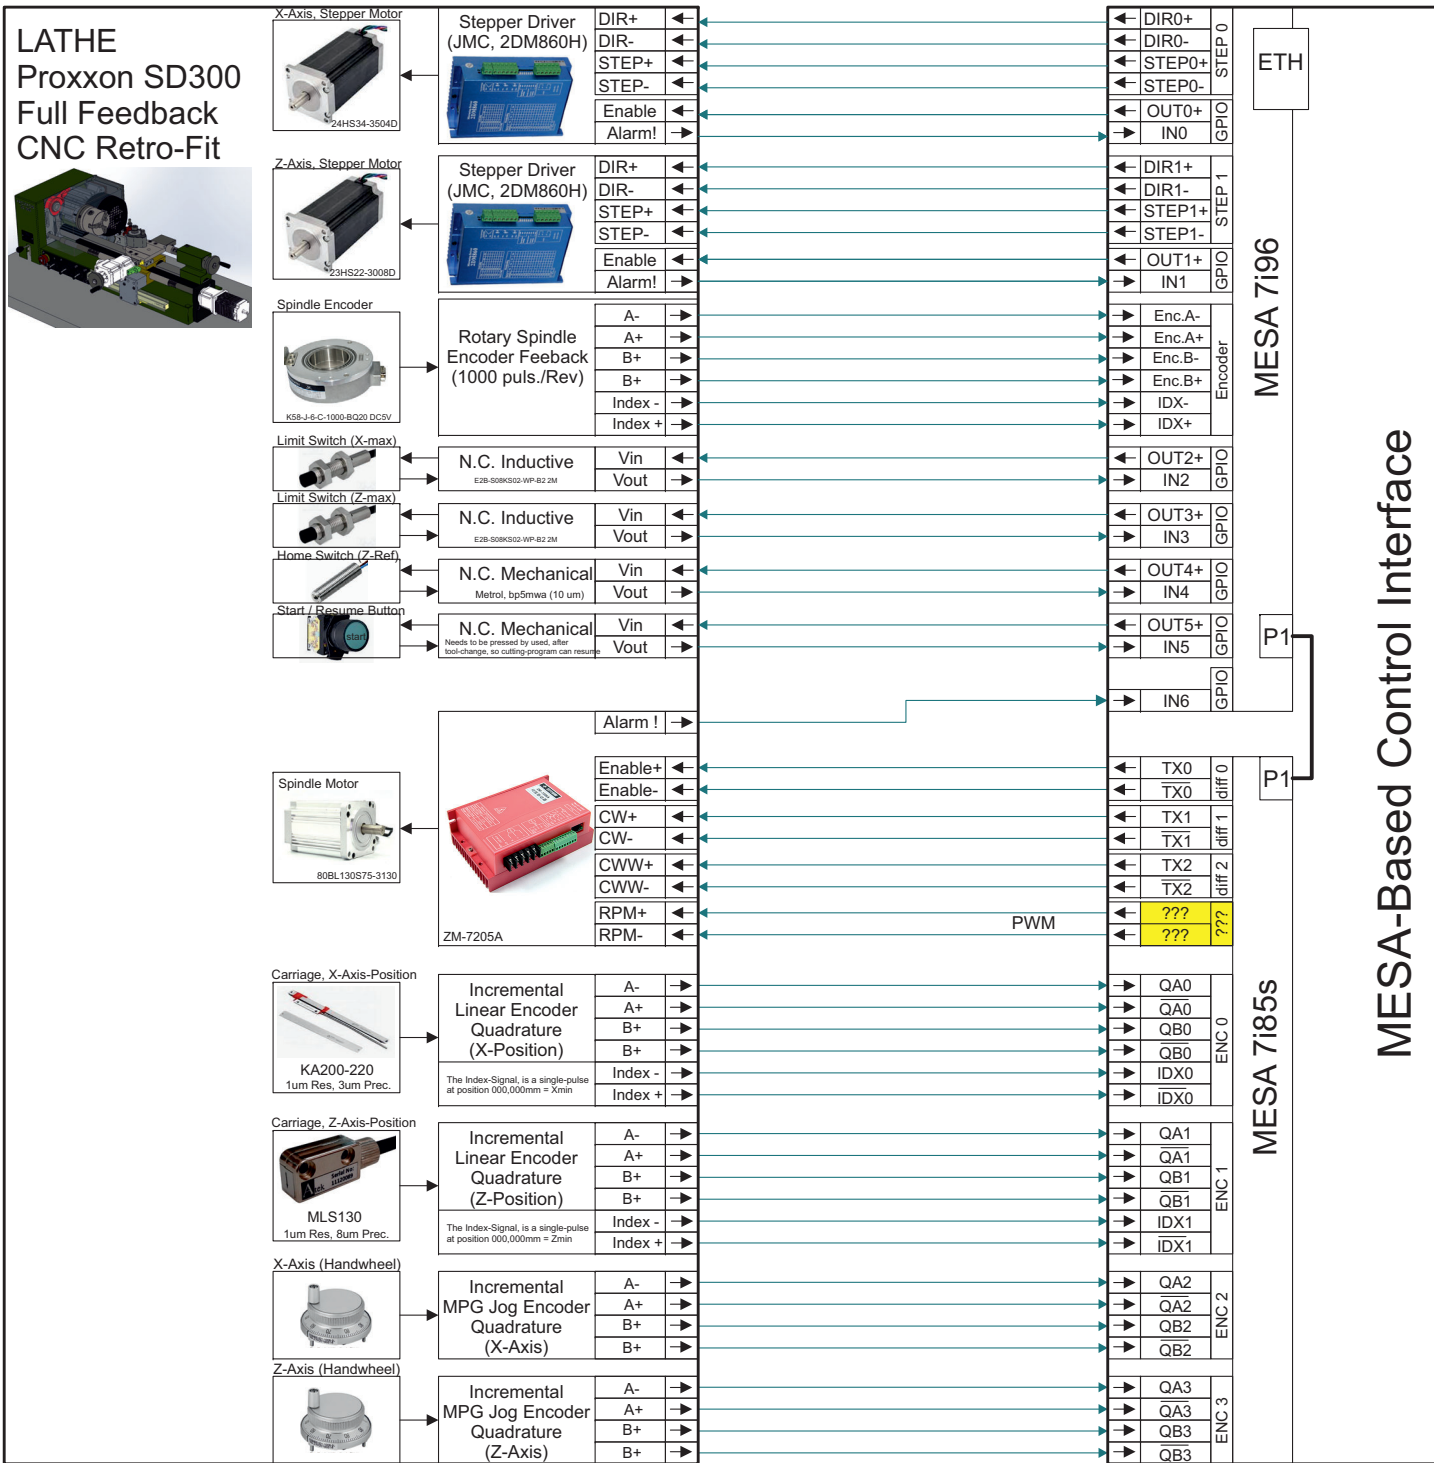 LATHE
Proxxon SD300
Full Feedback
CNC Retro-Fit
X-Axis, Stepper Motor
24HS34-3504D
Stepper Driver
(JMC, 2DM860H)
DIR+
DIR-
STEP+
STEP-
Enable
Alarm!
DIR0+
DIR0-
STEP0+
STEP0-
STEP 0
OUT0+
IN0
GPIO
ETH
Z-Axis, Stepper Motor
23HS22-3008D
Stepper Driver
(JMC, 2DM860H)
DIR+
DIR-
STEP+
STEP-
Enable
Alarm!
DIR1+
DIR1-
STEP1+
STEP1-
STEP 1
OUT1+
IN1
GPIO
MESA 7i96
Spindle Encoder
K58-J-6-C-1000-BQ20 DC5V
Rotary Spindle
Encoder Feeback
(1000 puls./Rev)
A-
A+
B+
B+
Index -
Index +
Enc.A-
Enc.A+
Enc.B-
Enc.B+
IDX-
IDX+
Encoder
Limit Switch (X-max)
N.C. Inductive
E2B-S08KS02-WP-B2 2M
Vin
Vout
OUT2+
IN2
GPIO
Limit Switch (Z-max)
N.C. Inductive
E2B-S08KS02-WP-B2 2M
Vin
Vout
OUT3+
IN3
GPIO
Home Switch (Z-Ref)
N.C. Mechanical
Metrol, bp5mwa (10 um)
Vin
Vout
OUT4+
IN4
GPIO
Start / Resume Button
start
N.C. Mechanical
Needs to be pressed by used, after
tool-change, so cutting-program can resume
Vin
Vout
OUT5+
IN5
GPIO
P1
IN6
GPIO
Alarm !
Spindle Motor
80BL130S75-3130
ZM-7205A
Enable+
Enable-
CW+
CW-
CWW+
CWW-
RPM+
RPM-
PWM
TX0
T̅X̅0̅
diff 0
TX1
T̅X̅1̅
diff 1
TX2
T̅X̅2̅
diff 2
???
???
???
P1
MESA 7i85s
MESA-Based Control Interface
Carriage, X-Axis-Position
KA200-220
1um Res, 3um Prec.
Incremental
Linear Encoder
Quadrature
(X-Position)
The Index-Signal, is a single-pulse
at position 000,000mm = Xmin
A-
A+
B+
B+
Index -
Index +
QA0
Q̅A̅0̅
QB0
Q̅B̅0̅
IDX0
I̅D̅X̅0̅
ENC 0
Carriage, Z-Axis-Position
MLS130
1um Res, 8um Prec.
Incremental
Linear Encoder
Quadrature
(Z-Position)
The Index-Signal, is a single-pulse
at position 000,000mm = Zmin
A-
A+
B+
B+
Index -
Index +
QA1
Q̅A̅1̅
QB1
Q̅B̅1̅
IDX1
I̅D̅X̅1̅
ENC 1
X-Axis (Handwheel)
Incremental
MPG Jog Encoder
Quadrature
(X-Axis)
A-
A+
B+
B+
QA2
Q̅A̅2̅
QB2
Q̅B̅2̅
ENC 2
Z-Axis (Handwheel)
Incremental
MPG Jog Encoder
Quadrature
(Z-Axis)
A-
A+
B+
B+
QA3
Q̅A̅3̅
QB3
Q̅B̅3̅
ENC 3